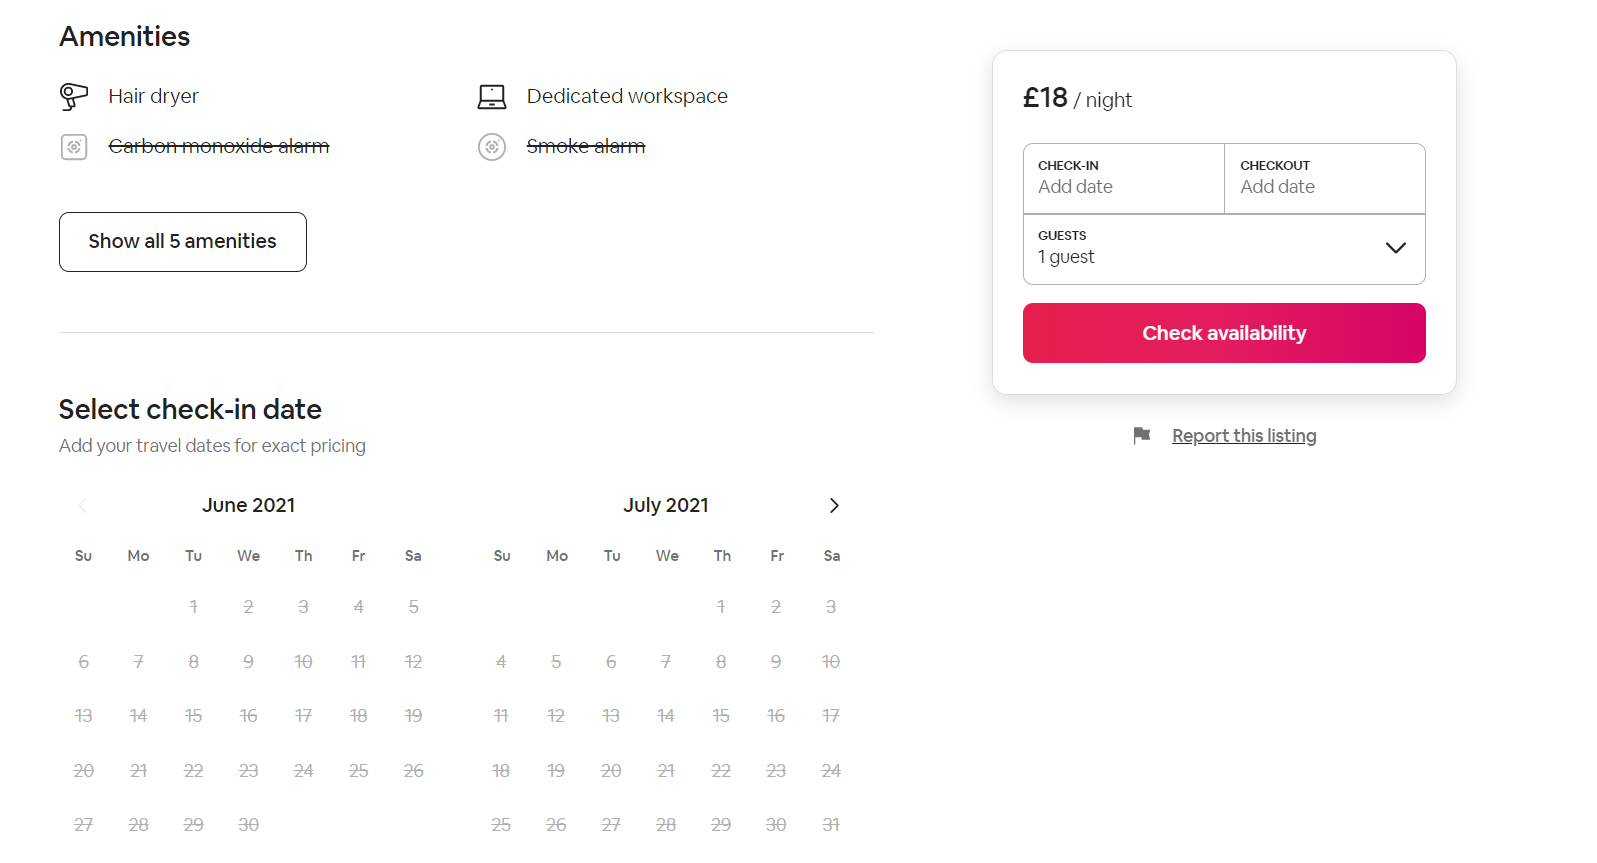 Amenities
Hair dryer
Dedicated workspace
Carbon monoxide alarm
Smoke alarm
Show all 5 amenities
Select check-in date
Add your travel dates for exact pricing
June 2021
Su Mo Tu We Th Fr Sa
1 2 3 4 5
6 7 8 9 10 11 12
13 14 15 16 17 18 19
20 21 22 23 24 25 26
27 28 29 30
July 2021
Su Mo Tu We Th Fr Sa
1 2 3
4 5 6 7 8 9 10
11 12 13 14 15 16 17
18 19 20 21 22 23 24
25 26 27 28 29 30 31
£18 / night
CHECK-IN
Add date
CHECKOUT
Add date
GUESTS
1 guest
Check availability
Report this listing